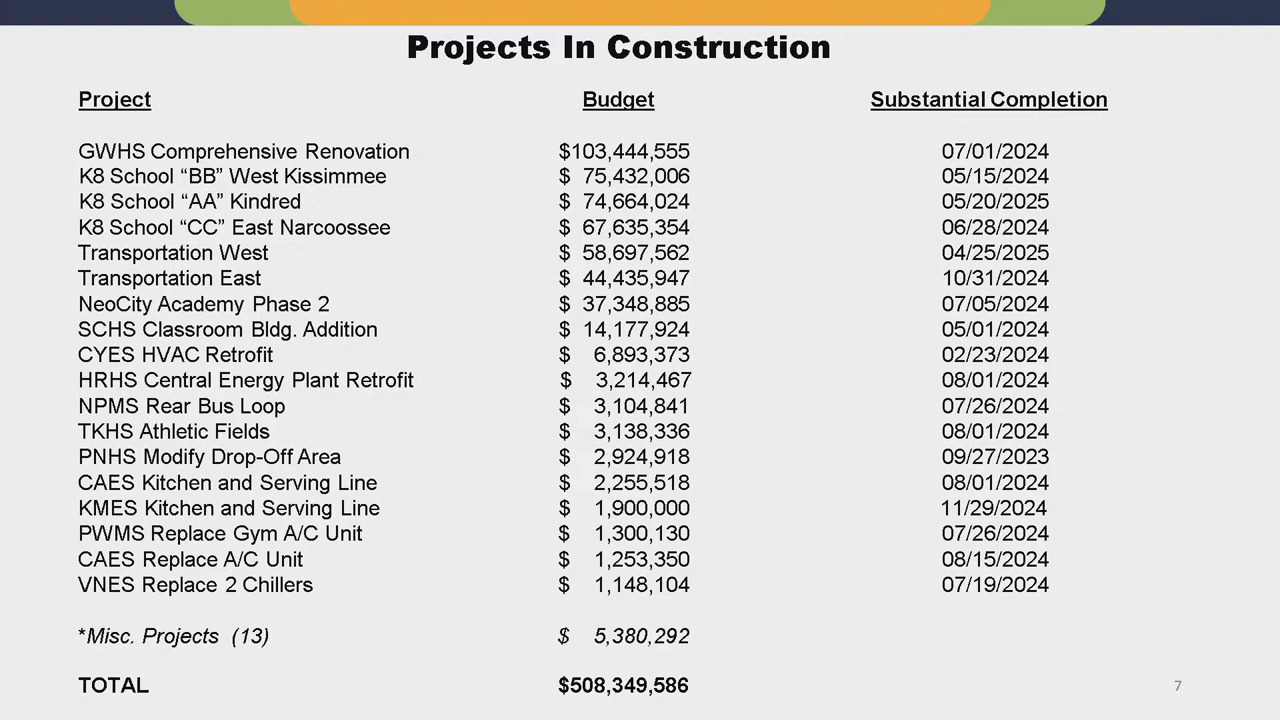 Projects In Construction
Project Budget Substantial Completion
GWHS Comprehensive Renovation $103,444,555 07/01/2024
K8 School “BB” West Kissimmee $ 75,432,006 05/15/2024
K8 School “AA” Kindred $ 74,664,024 05/20/2025
K8 School “CC” East Narcoossee $ 67,635,354 06/28/2024
Transportation West $ 58,697,562 04/25/2025
Transportation East $ 44,435,947 10/31/2024
NeoCity Academy Phase 2 $ 37,348,885 07/05/2024
SCHS Classroom Bldg. Addition $ 14,177,924 05/01/2024
CYES HVAC Retrofit $ 6,893,373 02/23/2024
HRHS Central Energy Plant Retrofit $ 3,214,467 08/01/2024
NPMS Rear Bus Loop $ 3,104,841 07/26/2024
TKHS Athletic Fields $ 3,138,336 08/01/2024
PNHS Modify Drop-Off Area $ 2,924,918 09/27/2023
CAES Kitchen and Serving Line $ 2,255,518 08/01/2024
KMES Kitchen and Serving Line $ 1,900,000 11/29/2024
PWMS Replace Gym A/C Unit $ 1,300,130 07/26/2024
CAES Replace A/C Unit $ 1,253,350 08/15/2024
VNES Replace 2 Chillers $ 1,148,104 07/19/2024
*Misc. Projects (13) $ 5,380,292
TOTAL $508,349,586
7